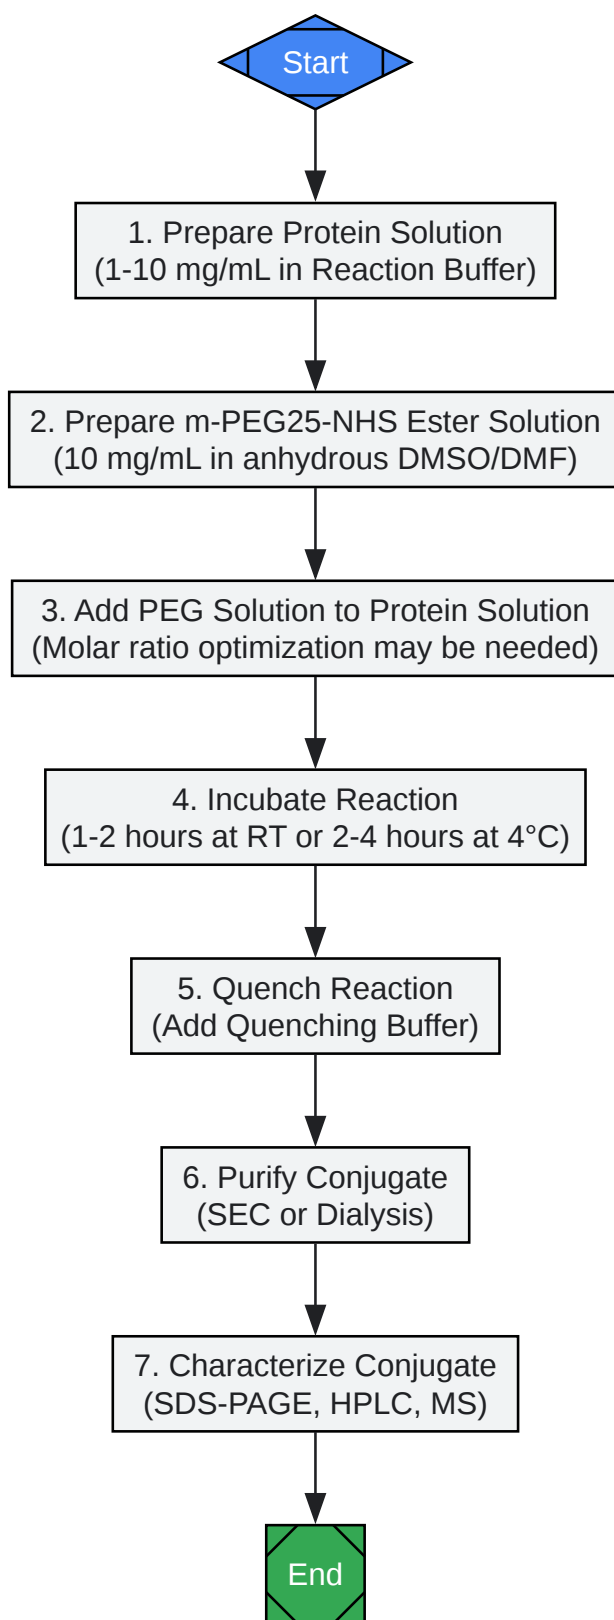 Start
1. Prepare Protein Solution
(1-10 mg/mL in Reaction Buffer)
2. Prepare m-PEG25-NHS Ester Solution
(10 mg/mL in anhydrous DMSO/DMF)
3. Add PEG Solution to Protein Solution
(Molar ratio optimization may be needed)
4. Incubate Reaction
(1-2 hours at RT or 2-4 hours at 4°C)
5. Quench Reaction
(Add Quenching Buffer)
6. Purify Conjugate
(SEC or Dialysis)
7. Characterize Conjugate
(SDS-PAGE, HPLC, MS)
End